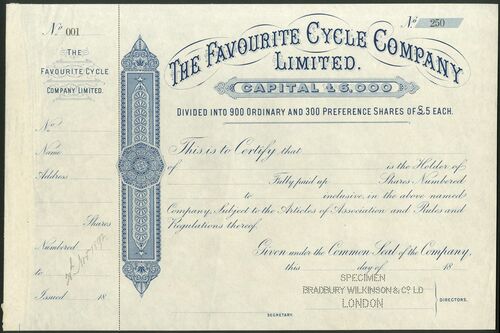 No 001
THE
FAVOURITE CYCLE
COMPANY LIMITED.
No
Name
Address
Shares
Numbered
to
Issued 18
No 250
THE FAVOURITE CYCLE COMPANY
LIMITED.
CAPITAL £6,000
DIVIDED INTO 900 ORDINARY AND 300 PREFERENCE SHARES OF £5 EACH.
This is to Certify that
of is the Holder of
Fully paid up Shares Numbered
to inclusive, in the above named
Company, Subject to the Articles of Association and Rules and
Regulations thereof.
Given under the Common Seal of the Company,
this day of 18
SPECIMEN
BRADBURY WILKINSON & Co LD
LONDON
DIRECTORS.
SECRETARY.